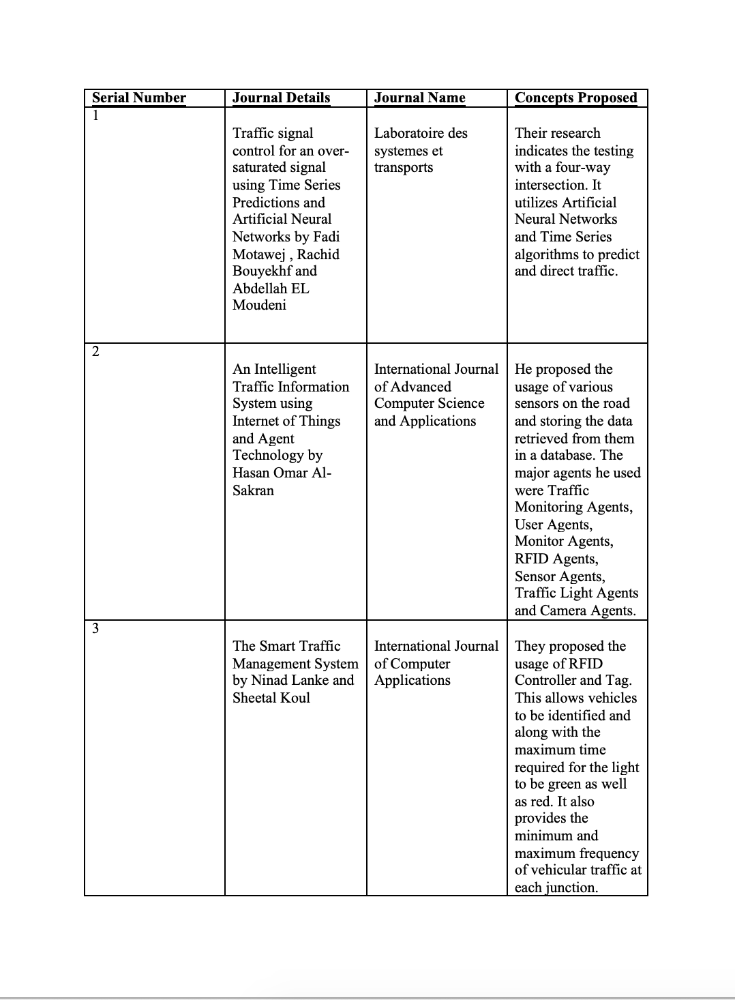 Serial Number
Journal Details
Journal Name
Concepts Proposed
1
Traffic signal
control for an over-
saturated signal
using Time Series
Predictions and
Artificial Neural
Networks by Fadi
Motawej , Rachid
Bouyekhf and
Abdellah EL
Moudeni
Laboratoire des
systemes et
transports
Their research
indicates the testing
with a four-way
intersection. It
utilizes Artificial
Neural Networks
and Time Series
algorithms to predict
and direct traffic.
2
An Intelligent
Traffic Information
System using
Internet of Things
and Agent
Technology by
Hasan Omar Al-
Sakran
International Journal
of Advanced
Computer Science
and Applications
He proposed the
usage of various
sensors on the road
and storing the data
retrieved from them
in a database. The
major agents he used
were Traffic
Monitoring Agents,
User Agents,
Monitor Agents,
RFID Agents,
Sensor Agents,
Traffic Light Agents
and Camera Agents.
3
The Smart Traffic
Management System
by Ninad Lanke and
Sheetal Koul
International Journal
of Computer
Applications
They proposed the
usage of RFID
Controller and Tag.
This allows vehicles
to be identified and
along with the
maximum time
required for the light
to be green as well
as red. It also
provides the
minimum and
maximum frequency
of vehicular traffic at
each junction.